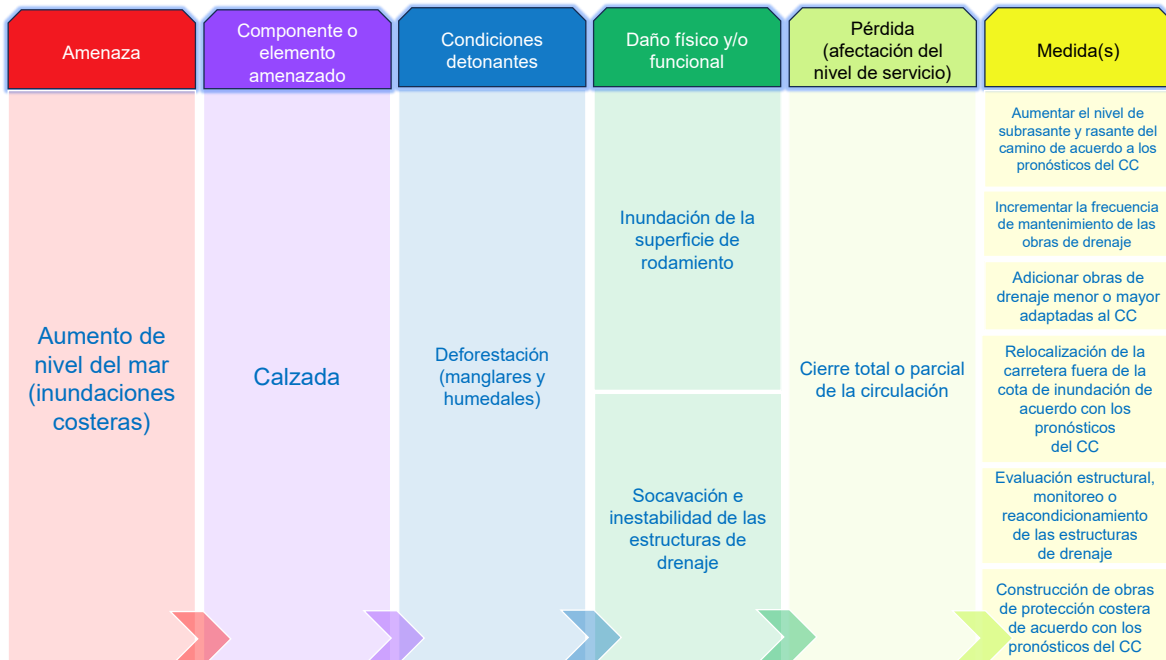 Amenaza
Componente o
elemento
amenazado
Condiciones
detonantes
Daño físico y/o
funcional
Pérdida
(afectación del
nivel de servicio)
Medida(s)
Aumento de
nivel del mar
(inundaciones
costeras)
Calzada
Deforestación
(manglares y
humedales)
Inundación de la
superficie de
rodamiento
Socavación e
inestabilidad de las
estructuras de
drenaje
Cierre total o parcial
de la circulación
Aumentar el nivel de
subrasante y rasante del
camino de acuerdo a los
pronósticos del CC
Incrementar la frecuencia
de mantenimiento de las
obras de drenaje
Adicionar obras de
drenaje menor o mayor
adaptadas al CC
Relocalización de la
carretera fuera de la
cota de inundación de
acuerdo con los
pronósticos
del CC
Evaluación estructural,
monitoreo o
reacondicionamiento
de las estructuras
de drenaje
Construcción de obras
de protección costera
de acuerdo con los
pronósticos del CC